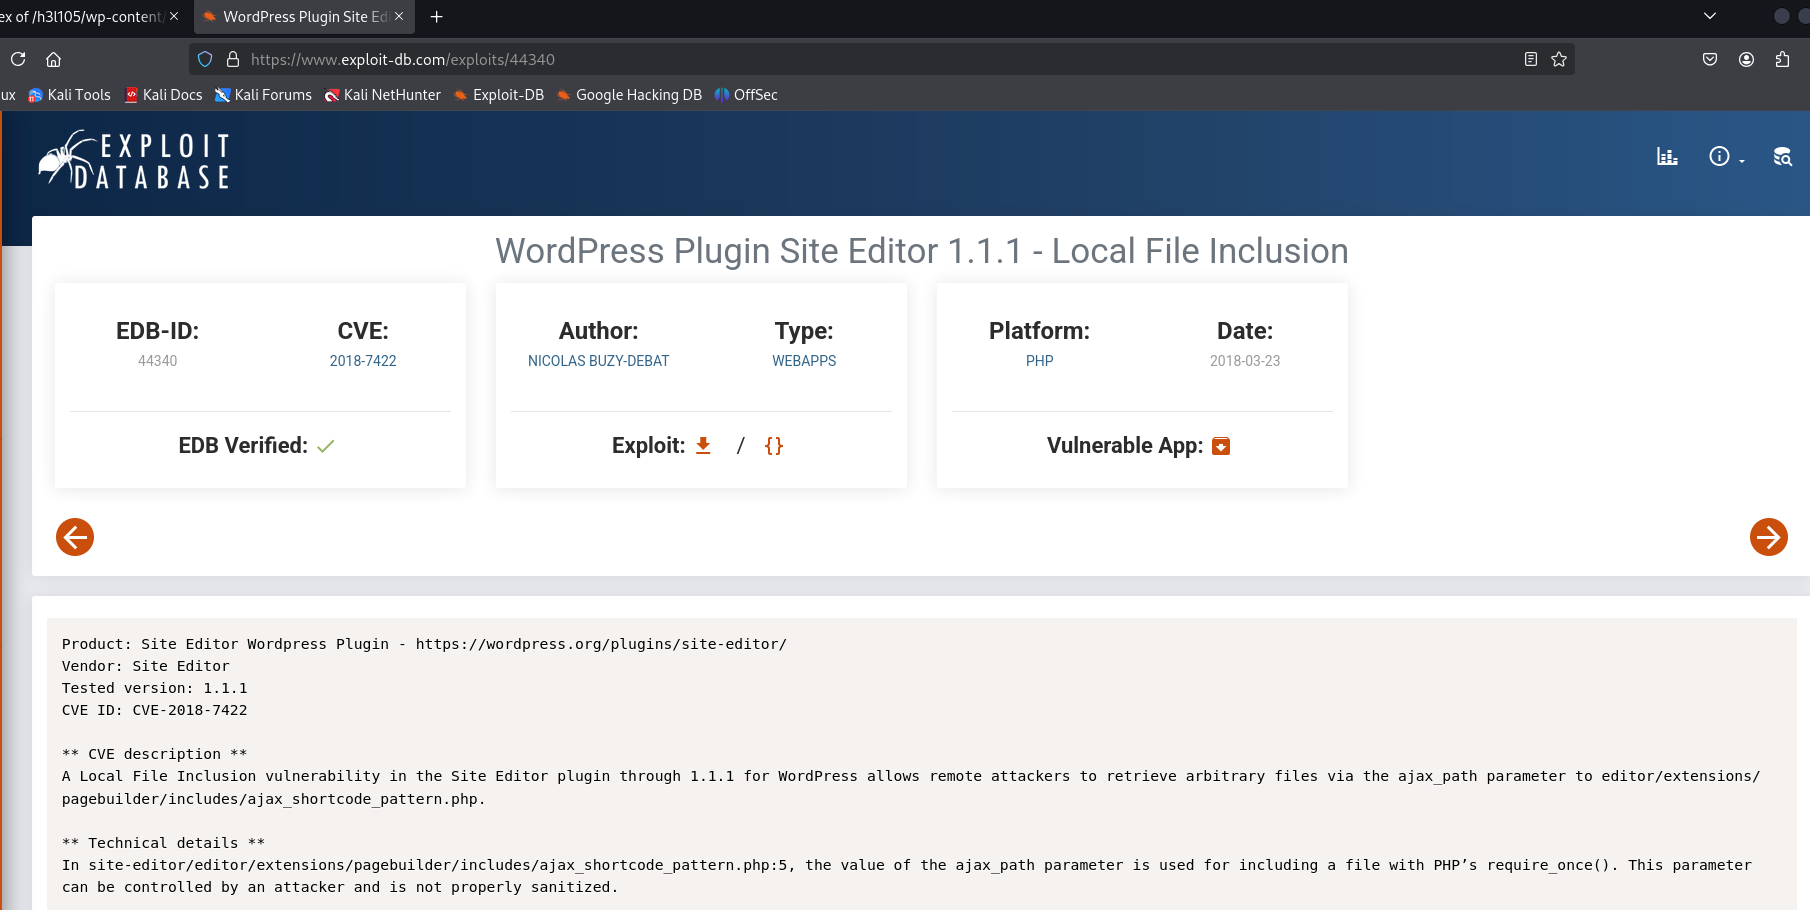 ex of /h3l105/wp-content/
WordPress Plugin Site Edi
https://www.exploit-db.com/exploits/44340
ux Kali Tools Kali Docs Kali Forums Kali NetHunter Exploit-DB Google Hacking DB OffSec
EXPLOIT
DATABASE
WordPress Plugin Site Editor 1.1.1 - Local File Inclusion
EDB-ID:
44340
CVE:
2018-7422
EDB Verified:
Author:
NICOLAS BUZY-DEBAT
Type:
WEBAPPS
Exploit: / {}
Platform:
PHP
Date:
2018-03-23
Vulnerable App:
Product: Site Editor Wordpress Plugin - https://wordpress.org/plugins/site-editor/
Vendor: Site Editor
Tested version: 1.1.1
CVE ID: CVE-2018-7422
** CVE description **
A Local File Inclusion vulnerability in the Site Editor plugin through 1.1.1 for WordPress allows remote attackers to retrieve arbitrary files via the ajax_path parameter to editor/extensions/
pagebuilder/includes/ajax_shortcode_pattern.php.
** Technical details **
In site-editor/editor/extensions/pagebuilder/includes/ajax_shortcode_pattern.php:5, the value of the ajax_path parameter is used for including a file with PHP’s require_once(). This parameter
can be controlled by an attacker and is not properly sanitized.